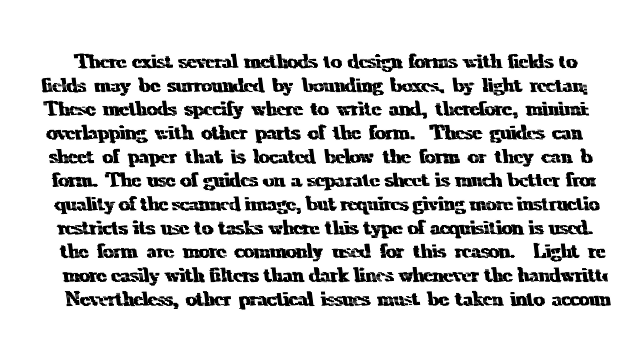 There exist several methods to design forms with fields to
fields may be surrounded by bounding boxes, by light rectang
These methods specify where to write and, therefore, minimi
overlapping with other parts of the form. These guides can
sheet of paper that is located below the form or they can b
form. The use of guides on a separate sheet is much better fro
quality of the scanned image, but requires giving more instructio
restricts its use to tasks where this type of acquisition is used.
the form are more commonly used for this reason. Light re
more easily with filters than dark lines whenever the handwritt
Nevertheless, other practical issues must be taken into accoun